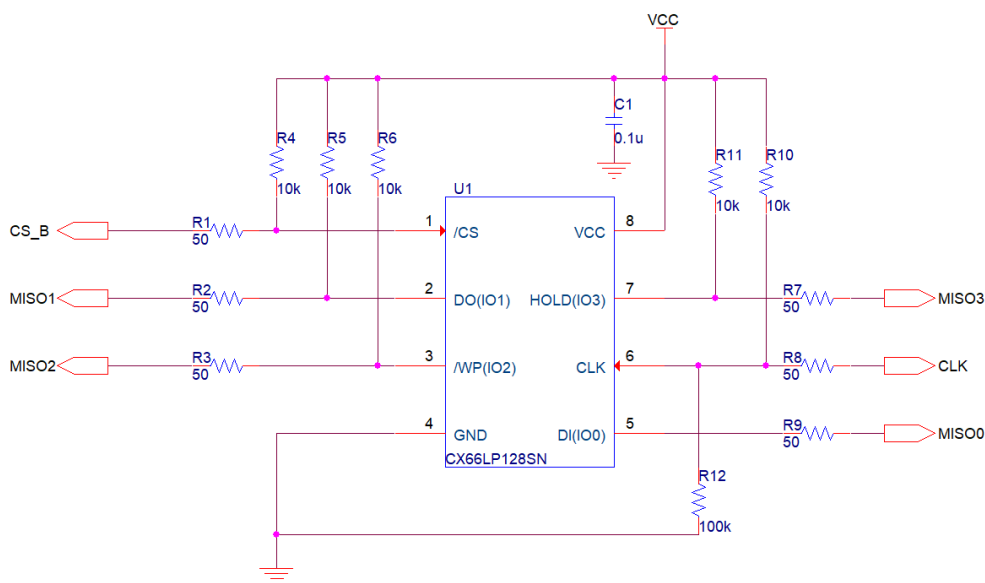 VCC
C1
0.1u
R4
R5
R6
R11
R10
10k
10k
10k
10k
10k
U1
CS_B
R1
50
1
/CS
VCC
8
MISO1
R2
50
2
DO(IO1)
HOLD(IO3)
7
R7
50
MISO3
MISO2
R3
50
3
/WP(IO2)
CLK
6
R8
50
CLK
4
GND
DI(IO0)
5
R9
50
MISO0
CX66LP128SN
R12
100k